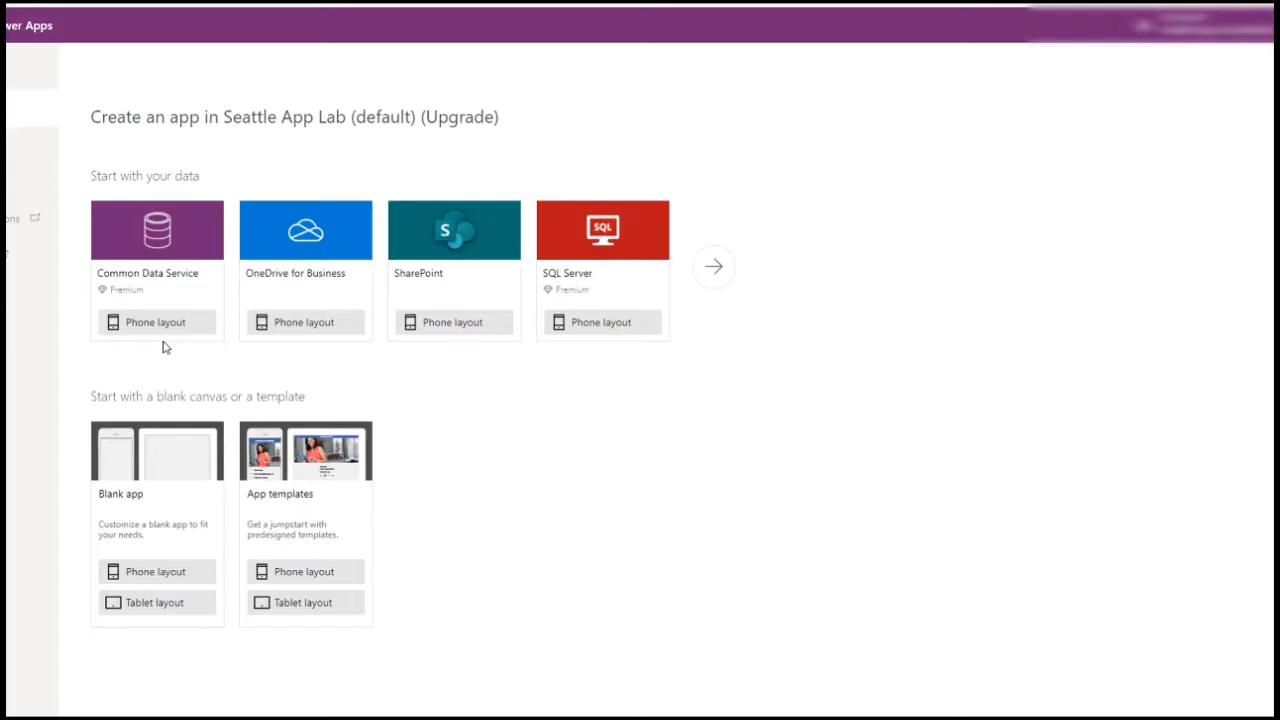 wer Apps
Create an app in Seattle App Lab (default) (Upgrade)
Start with your data
ons
SQL
S
Common Data Service
OneDrive for Business
SharePoint
SQL Server
Premium
Premium
Phone layout
Phone layout
Phone layout
Phone layout
Start with a blank canvas or a template
Blank app
App templates
Customize a blank app to fit
your needs.
Get a jumpstart with
predesigned templates.
Phone layout
Phone layout
Tablet layout
Tablet layout